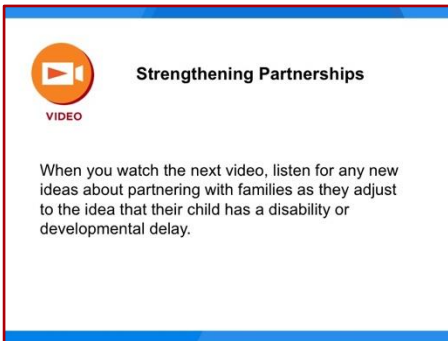 Strengthening Partnerships
VIDEO
When you watch the next video, listen for any new
ideas about partnering with families as they adjust
to the idea that their child has a disability or
developmental delay.